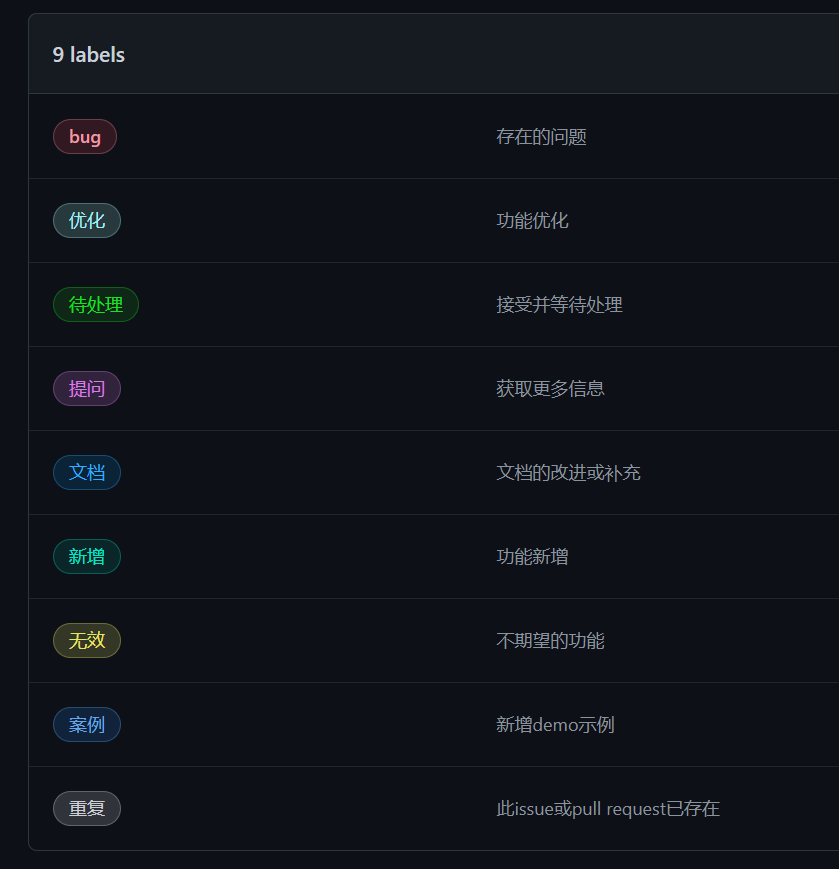 9 labels
bug 存在的问题
优化 功能优化
待处理 接受并等待处理
提问 获取更多信息
文档 文档的改进或补充
新增 功能新增
无效 不期望的功能
案例 新增demo示例
重复 此issue或pull request已存在